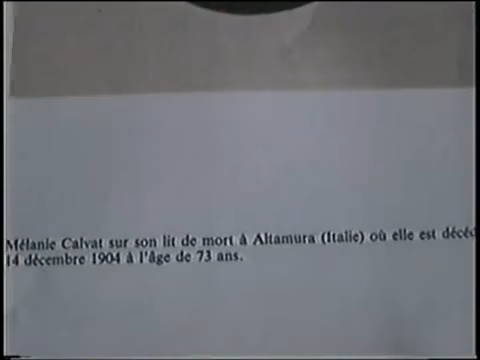 Mélanie Calvat sur son lit de mort à Altamura (Italie) où elle est décéd
14 décembre 1904 à l'âge de 73 ans.